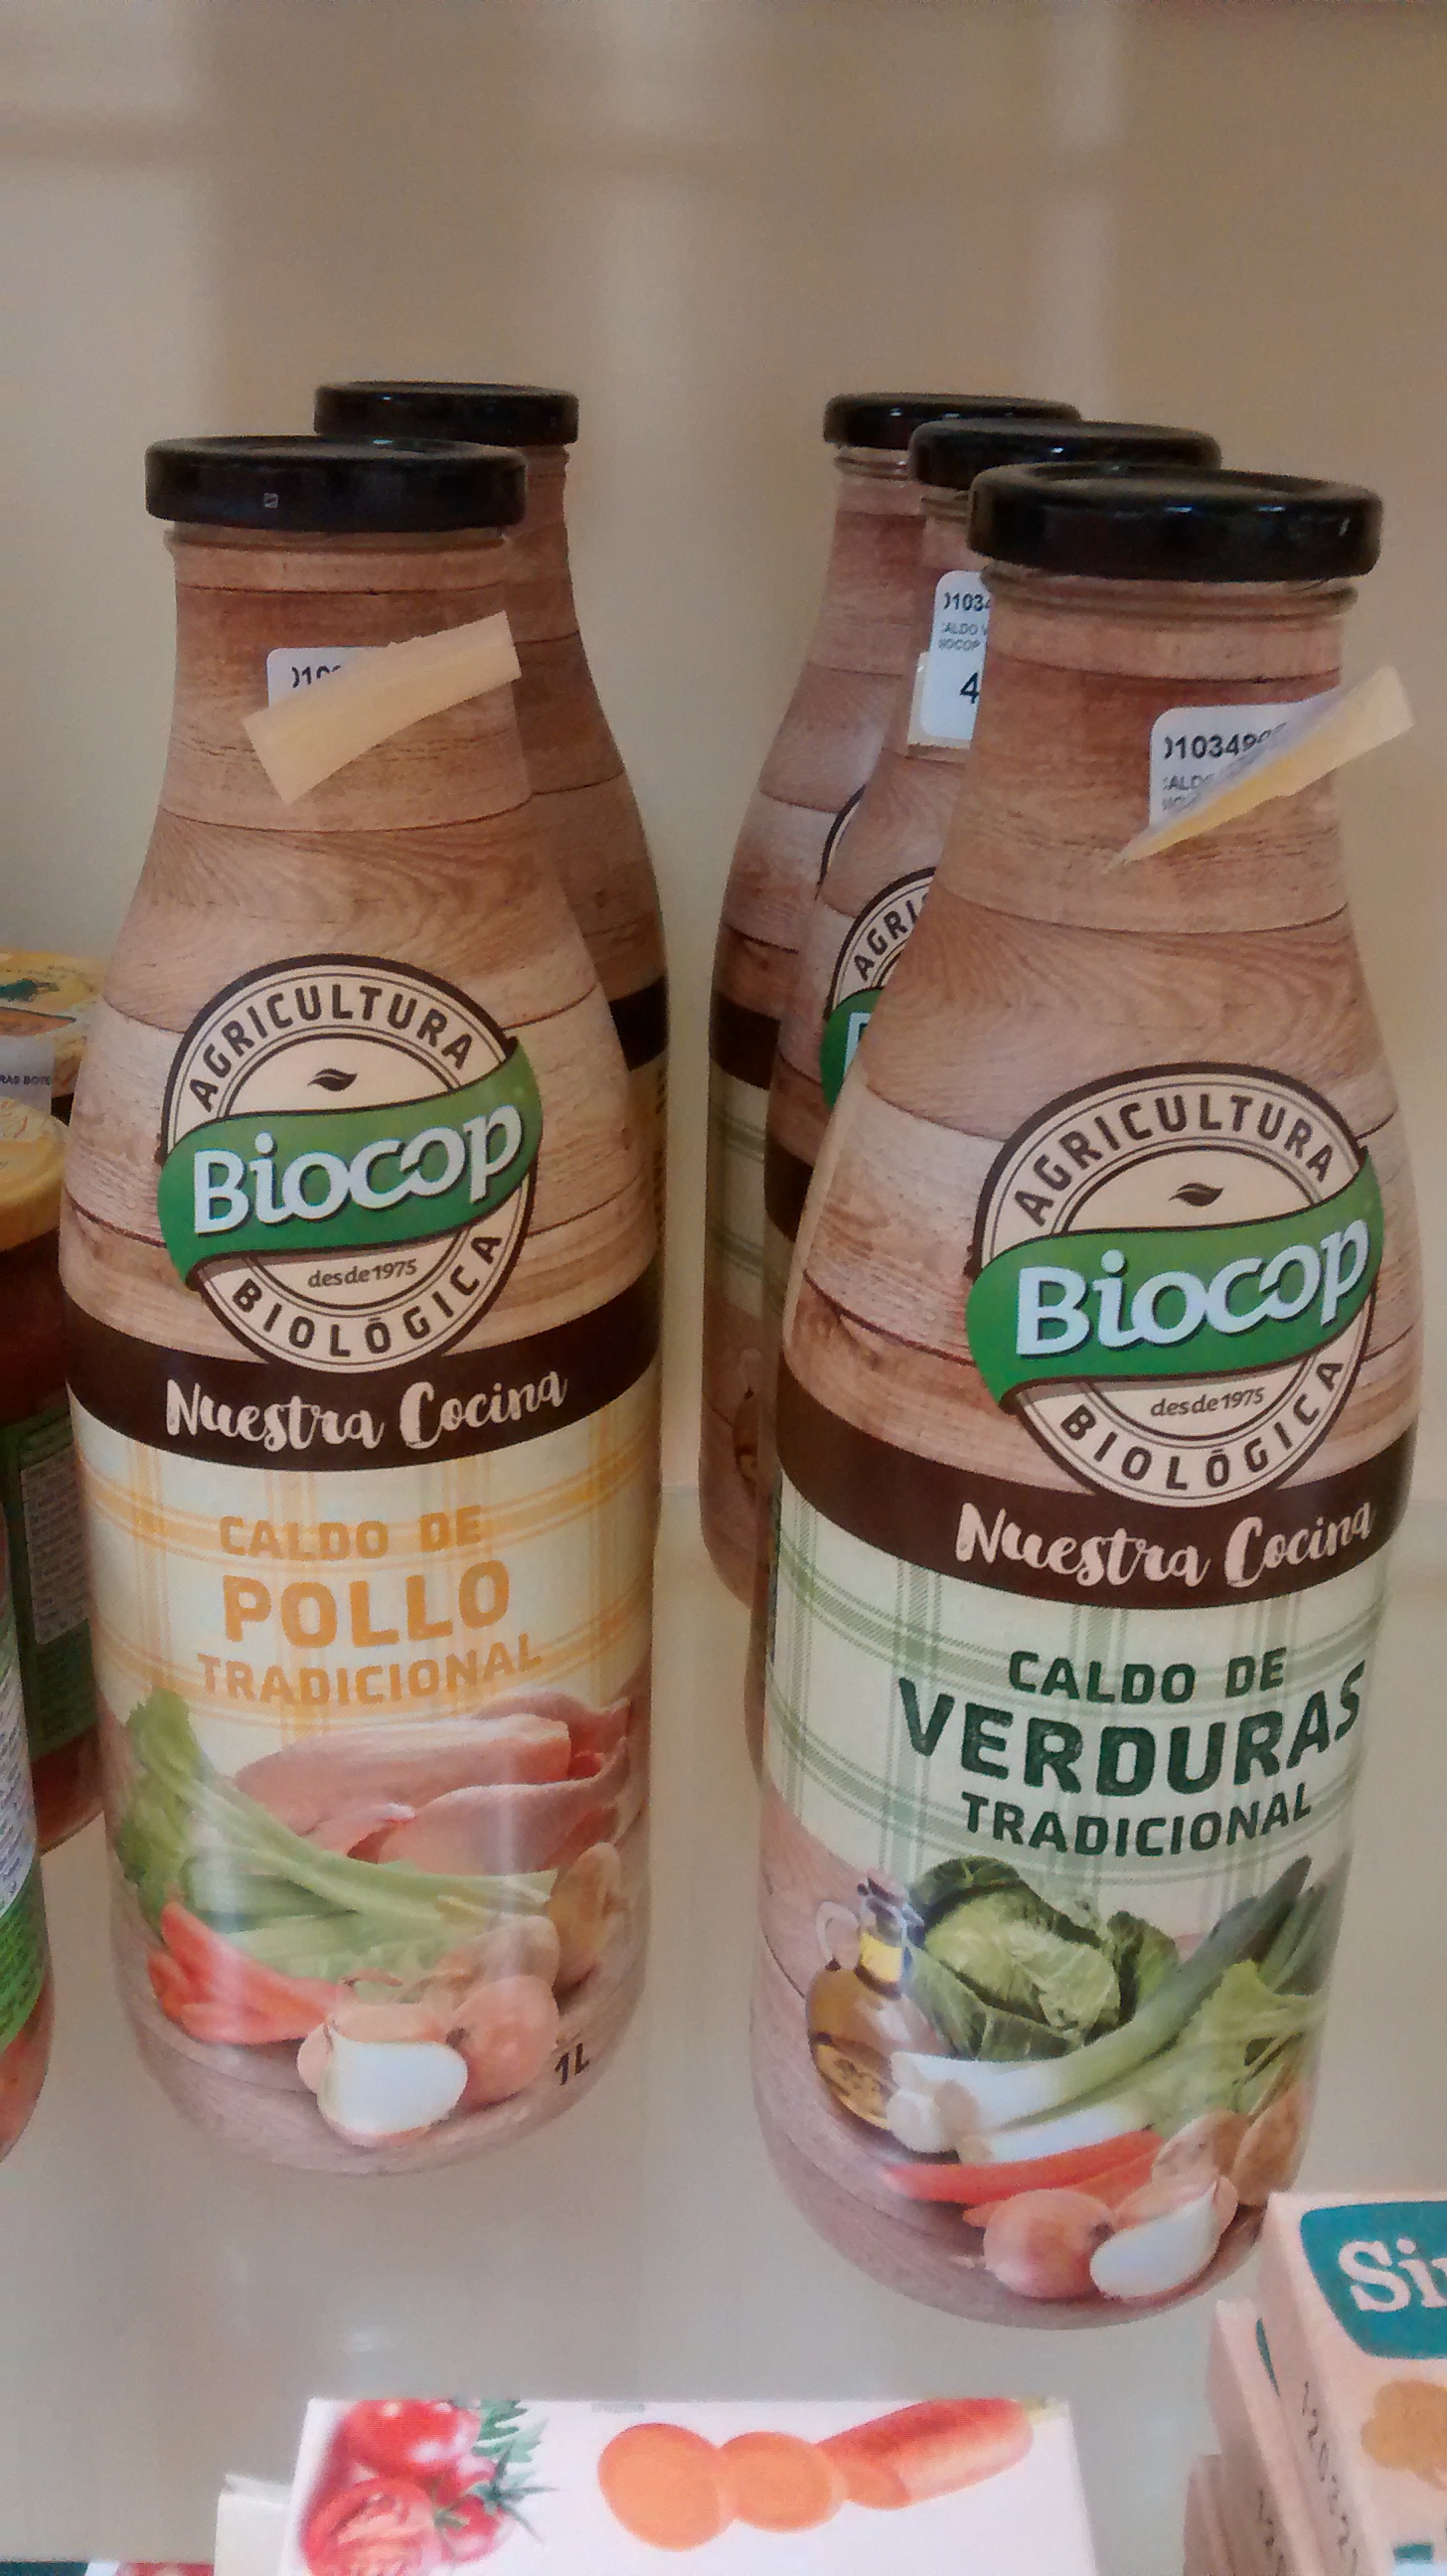 AGRICULTURA
Biocop
desde 1975
BIOLÓGICA
Nuestra Cocina
CALDO DE
POLLO
TRADICIONAL
1L
AGRICULTURA
Biocop
desde 1975
BIOLÓGICA
Nuestra Cocina
CALDO DE
VERDURAS
TRADICIONAL
4